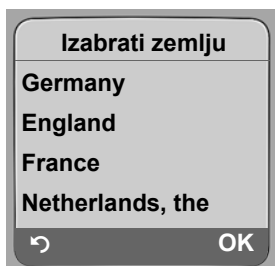 Izabrati zemlju
Germany
England
France
Netherlands, the
OK